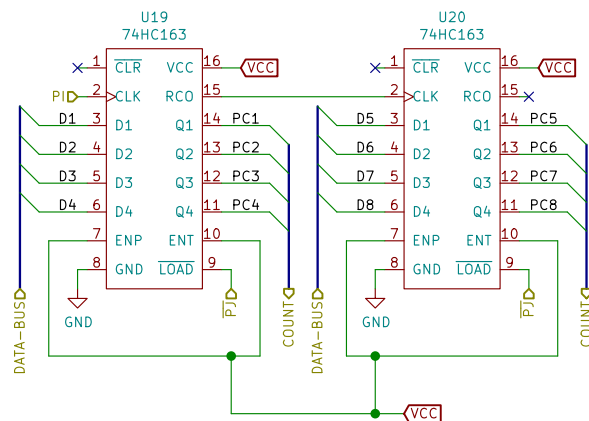 U19
74HC163
1 CLR VCC 16 VCC
PI 2 CLK RCO 15
D1 3 D1 Q1 14 PC1
D2 4 D2 Q2 13 PC2
D3 5 D3 Q3 12 PC3
D4 6 D4 Q4 11 PC4
7 ENP ENT 10
8 GND LOAD 9
GND
DATA-BUS
PJ
COUNT
U20
74HC163
1 CLR VCC 16 VCC
2 CLK RCO 15
D5 3 D1 Q1 14 PC5
D6 4 D2 Q2 13 PC6
D7 5 D3 Q3 12 PC7
D8 6 D4 Q4 11 PC8
7 ENP ENT 10
8 GND LOAD 9
GND
DATA-BUS
PJ
COUNT
VCC